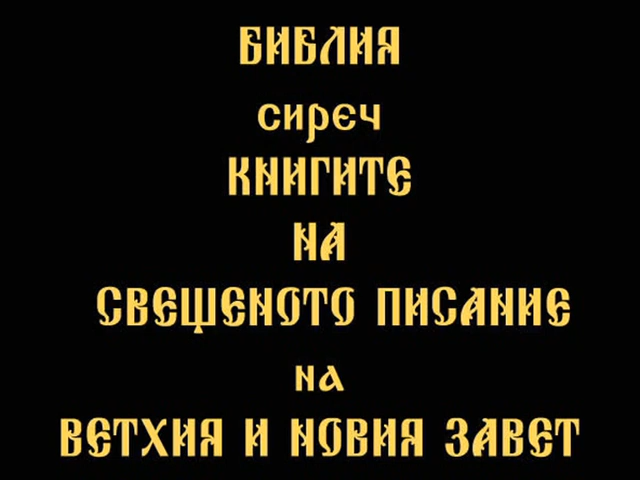 БИБЛИЯ
сиреч
КНИГИТЕ
НА
СВЕЩЕНОТО ПИСАНИЕ
на
ВЕТХИЯ И НОВИЯ ЗАВЕТ